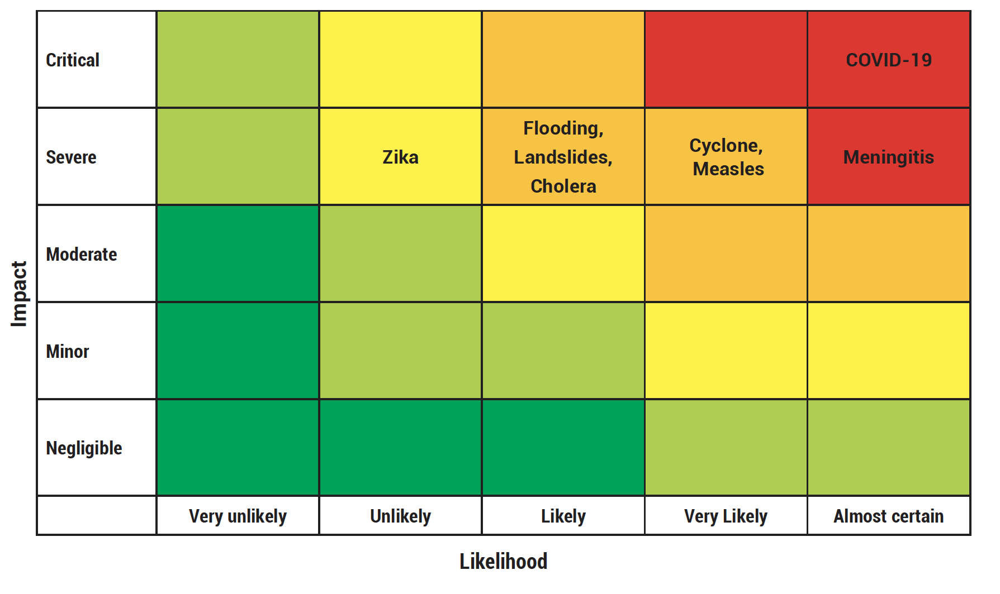 Critical
COVID-19
Severe
Zika
Flooding,
Landslides,
Cholera
Cyclone,
Measles
Meningitis
Moderate
Minor
Negligible
Very unlikely
Unlikely
Likely
Very Likely
Almost certain
Impact
Likelihood